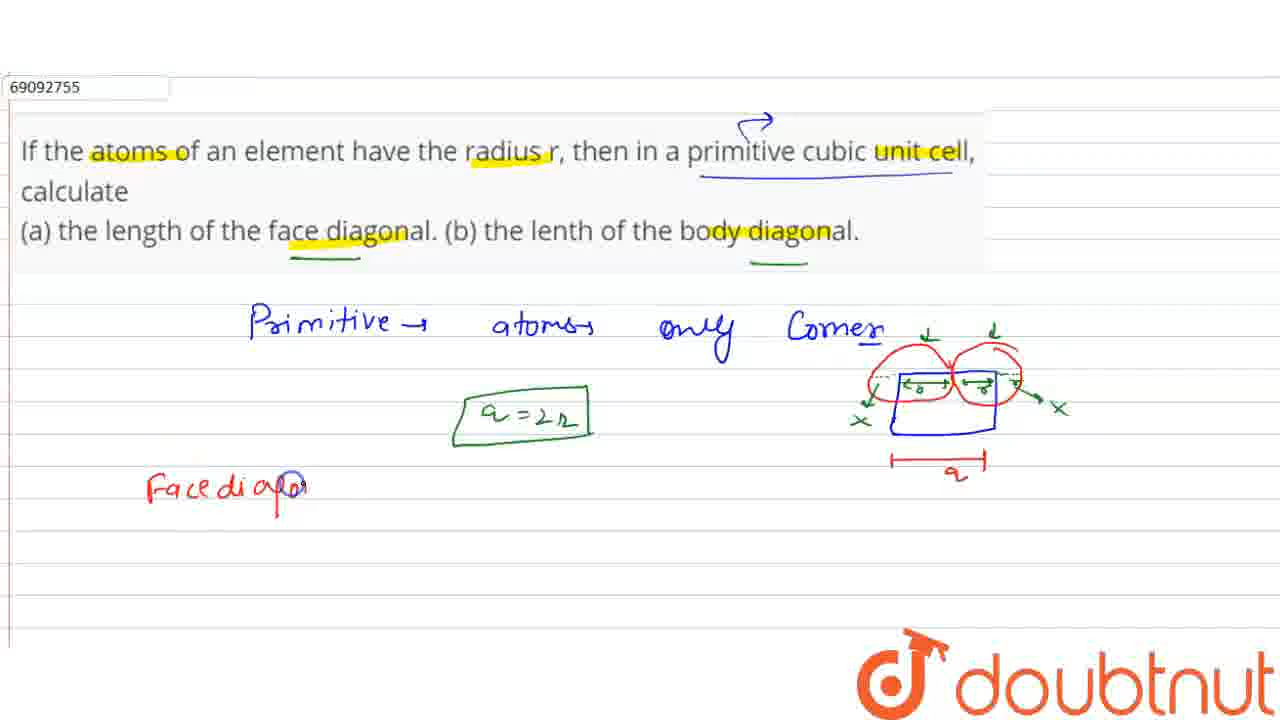 69092755
If the atoms of an element have the radius r, then in a primitive cubic unit cell,
calculate
(a) the length of the face diagonal. (b) the lenth of the body diagonal.
Primitive → atoms only Corner
a = 2r
a
Face diago
doubtnut